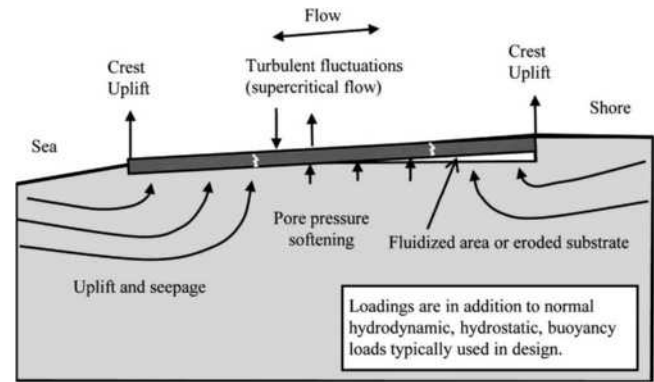 Flow
Crest
Uplift
Turbulent fluctuations
(supercritical flow)
Crest
Uplift
Shore
Sea
Pore pressure
softening
Fluidized area or eroded substrate
Uplift and seepage
Loadings are in addition to normal
hydrodynamic, hydrostatic, buoyancy
loads typically used in design.